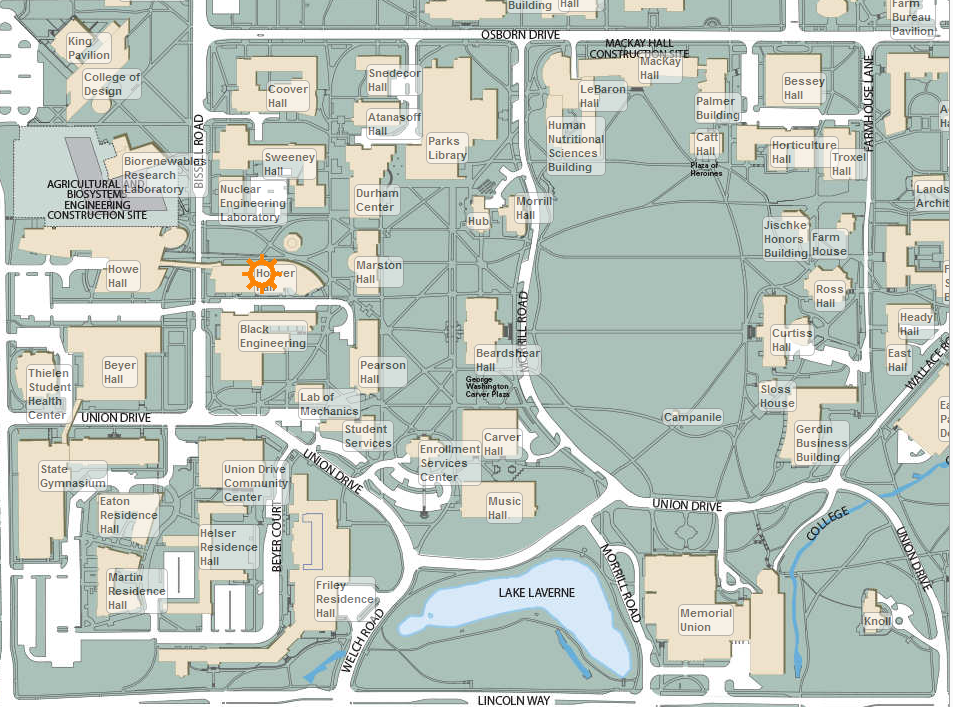 Building
Hall
Farm
Bureau
Pavilion
OSBORN DRIVE
King
Pavilion
MACKAY HALL
CONSTRUCTION SITE
College of
Design
Coover
Hall
Snedecor
Hall
Atanasoff
Hall
Parks
Library
LeBaron
Hall
MacKay
Hall
Palmer
Building
Bessey
Hall
FARMHOUSE LANE
BISSELL ROAD
Human
Nutritional
Sciences
Building
Catt
Hall
Plaza of
Heroines
Horticulture
Hall
Troxel
Hall
Biorenewables
Research
Laboratory
AGRICULTURAL AND
BIOSYSTEMS
ENGINEERING
CONSTRUCTION SITE
Sweeney
Hall
Nuclear
Engineering
Laboratory
Durham
Center
Hub
Morrill
Hall
Jischke
Honors
Building
Farm
House
Lands
Archit
Howe
Hall
Hoover
Hall
Marston
Hall
Ross
Hall
MORRILL ROAD
MORRILL ROAD
Black
Engineering
Beardshear
Hall
Curtiss
Hall
Heady
Hall
East
Hall
WALLACE RO
Thielen
Student
Health
Center
Beyer
Hall
Pearson
Hall
George
Washington
Carver Plaza
Sloss
House
Lab of
Mechanics
UNION DRIVE
Student
Services
Campanile
Gerdin
Business
Building
Carver
Hall
Enrollment
Services
Center
State
Gymnasium
Union Drive
Community
Center
UNION DRIVE
Music
Hall
UNION DRIVE
COLLEGE
Eaton
Residence
Hall
Helser
Residence
Hall
BEYER COURT
UNION DRIVE
Martin
Residence
Hall
Friley
Residence
Hall
LAKE LAVERNE
MORRILL ROAD
Memorial
Union
Knoll
WELCH ROAD
LINCOLN WAY